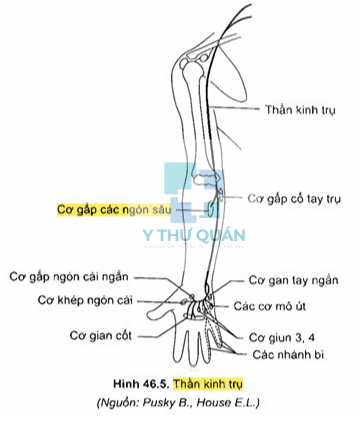 Thần kinh trụ
Cơ gấp cổ tay trụ
Cơ gấp các ngón sâu
Y THƯ QUÁN
Cơ gấp ngón cái ngắn
Cơ gan tay ngắn
Cơ khép ngón cái
Các cơ mô út
Cơ gian cốt
Cơ giun 3, 4
Các nhánh bì
Hình 46.5. Thần kinh trụ
(Nguồn: Pusky B., House E.L.)